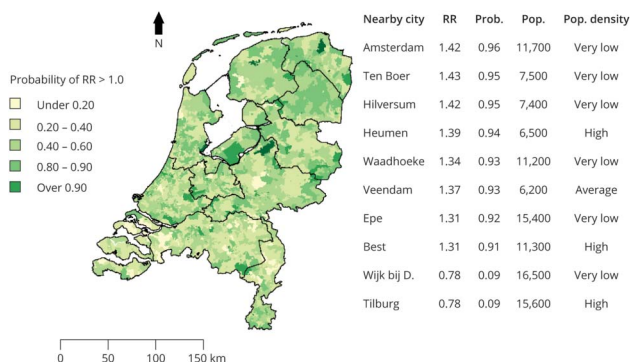 N
Probability of RR > 1.0
Under 0.20
0.20 – 0.40
0.40 – 0.60
0.80 – 0.90
Over 0.90
0 50 100 150 km
Nearby city RR Prob. Pop. Pop. density
Amsterdam 1.42 0.96 11,700 Very low
Ten Boer 1.43 0.95 7,500 Very low
Hilversum 1.42 0.95 7,400 Very low
Heumen 1.39 0.94 6,500 High
Waadhoeke 1.34 0.93 11,200 Very low
Veendam 1.37 0.93 6,200 Average
Epe 1.31 0.92 15,400 Very low
Best 1.31 0.91 11,300 High
Wijk bij D. 0.78 0.09 16,500 Very low
Tilburg 0.78 0.09 15,600 High